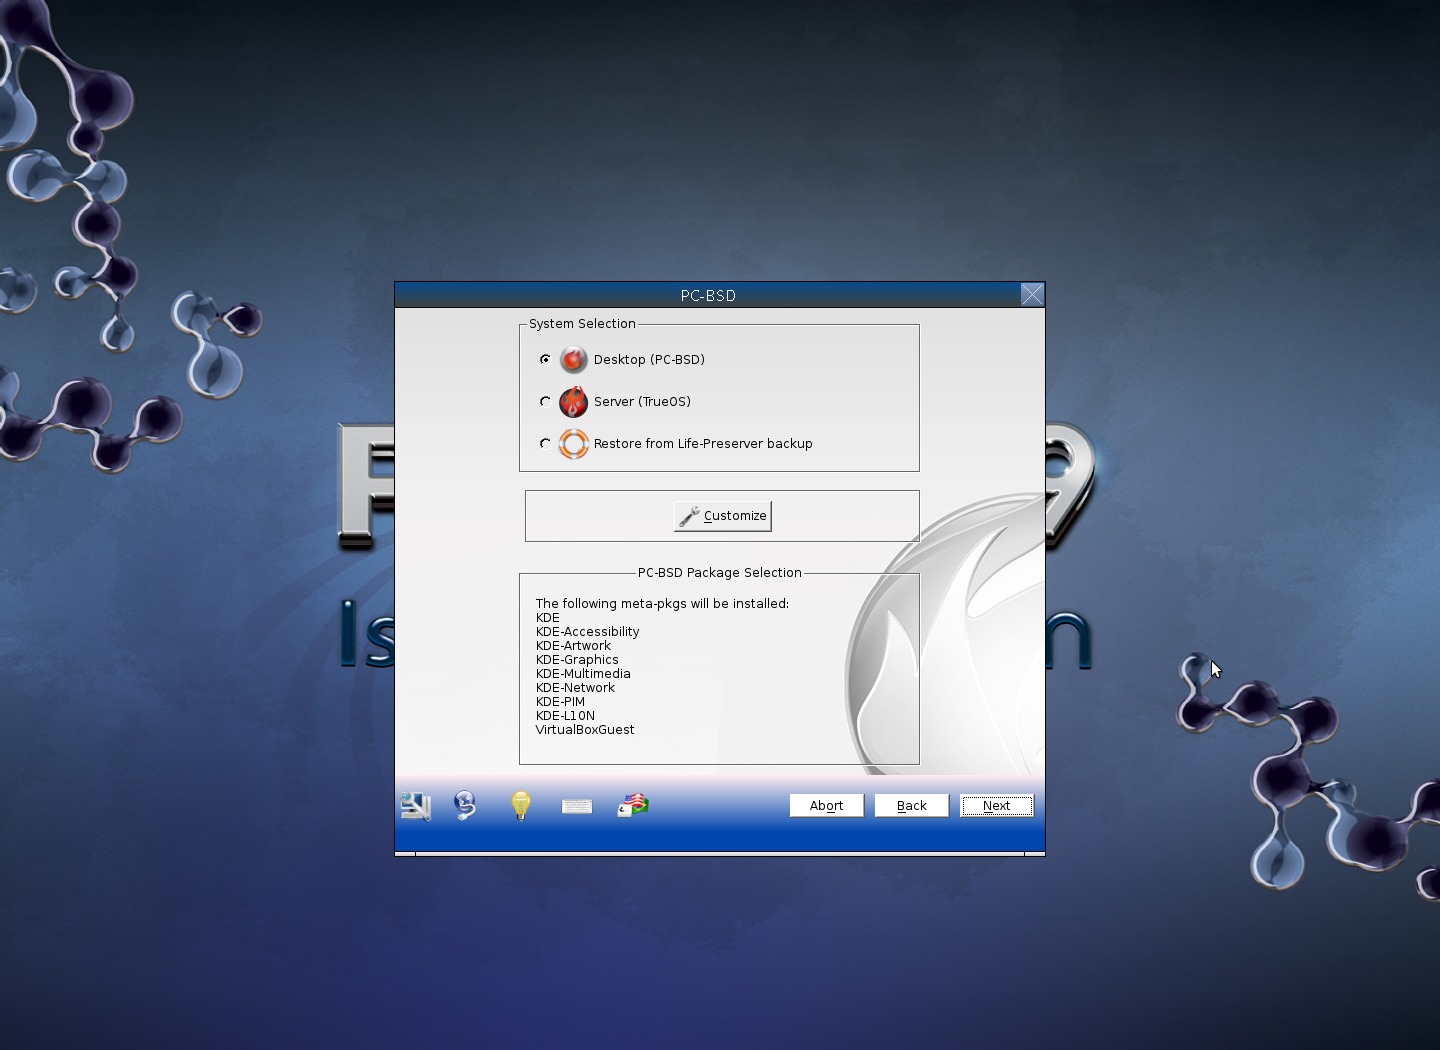 PC-BSD
System Selection
Desktop (PC-BSD)
Server (TrueOS)
Restore from Life-Preserver backup
Customize
9
PC-BSD Package Selection
The following meta-pkgs will be installed:
KDE
KDE-Accessibility
KDE-Artwork
KDE-Graphics
KDE-Multimedia
KDE-Network
KDE-PIM
KDE-L10N
VirtualBoxGuest
Abort
Back
Next